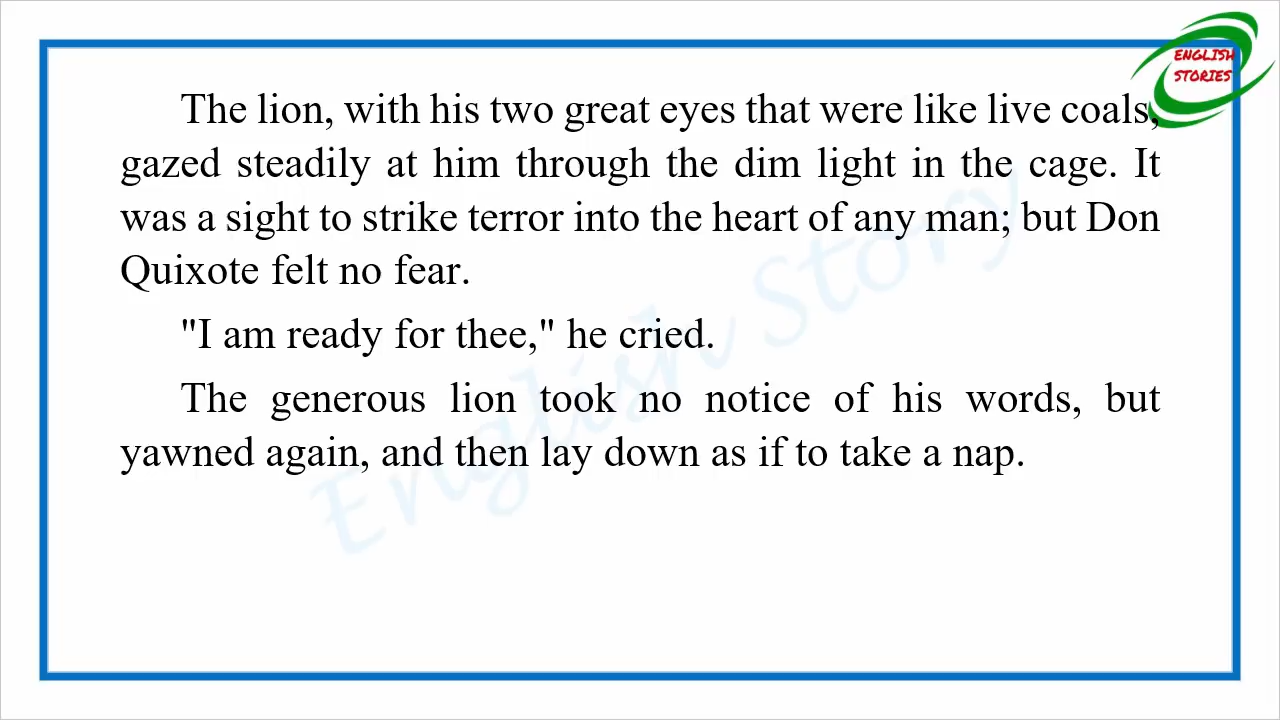 ENGLISH
STORIES
The lion, with his two great eyes that were like live coals,
gazed steadily at him through the dim light in the cage. It
was a sight to strike terror into the heart of any man; but Don
Quixote felt no fear.
"I am ready for thee," he cried.
The generous lion took no notice of his words, but
yawned again, and then lay down as if to take a nap.
English Story